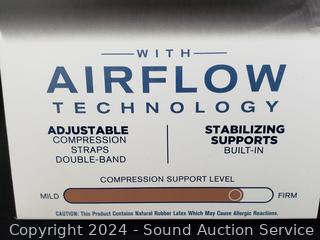 WITH
AIRFLOW
TECHNOLOGY
ADJUSTABLE
COMPRESSION
STRAPS
DOUBLE-BAND
STABILIZING
SUPPORTS
BUILT-IN
COMPRESSION SUPPORT LEVEL
MILD FIRM
CAUTION: This Product Contains Natural Rubber Latex Which May Cause Allergic Reactions.
Copyright 2024 - Sound Auction Service